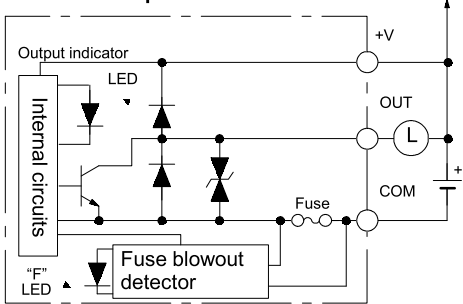 +V
Output indicator
LED
OUT
L
Internal circuits
+
COM
Fuse
"F"
LED
Fuse blowout
detector